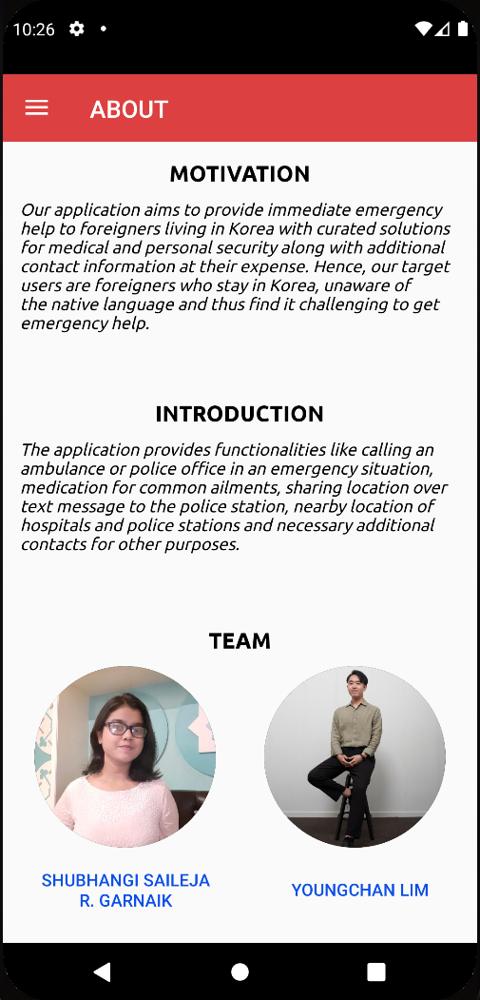 10:26
ABOUT
MOTIVATION
Our application aims to provide immediate emergency
help to foreigners living in Korea with curated solutions
for medical and personal security along with additional
contact information at their expense. Hence, our target
users are foreigners who stay in Korea, unaware of
the native language and thus find it challenging to get
emergency help.
INTRODUCTION
The application provides functionalities like calling an
ambulance or police office in an emergency situation,
medication for common ailments, sharing location over
text message to the police station, nearby location of
hospitals and police stations and necessary additional
contacts for other purposes.
TEAM
SHUBHANGI SAILEJA
R. GARNAIK
YOUNGCHAN LIM